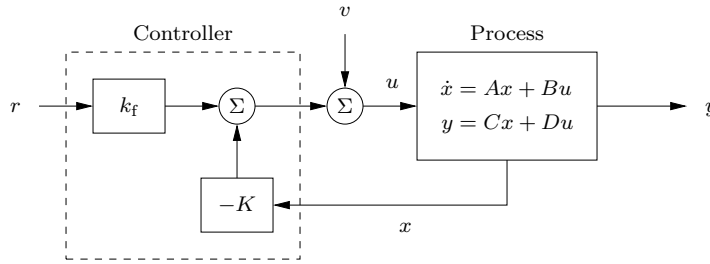 Controller
v
Process
r
k_f
Σ
Σ
u
ẋ = Ax + Bu
y = Cx + Du
y
−K
x